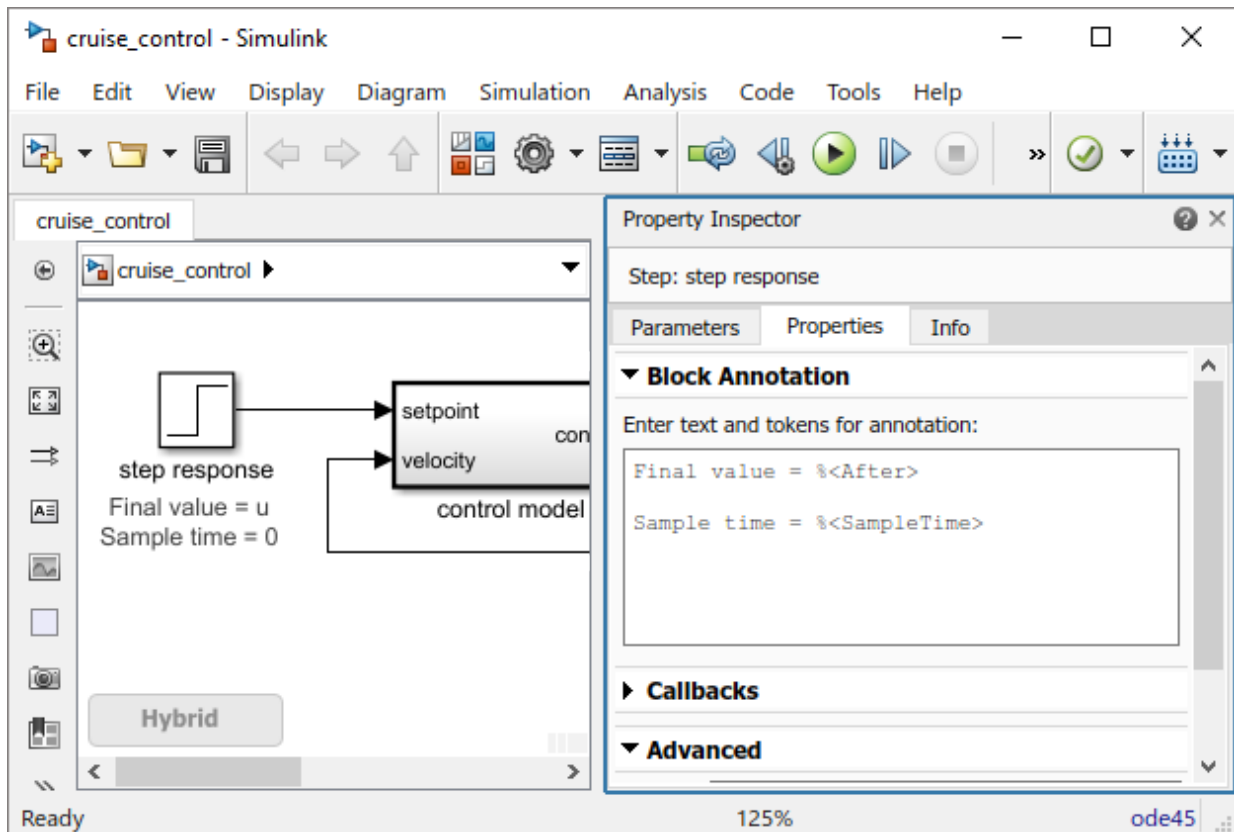 cruise_control - Simulink
File Edit View Display Diagram Simulation Analysis Code Tools Help
cruise_control
cruise_control
step response
Final value = u
Sample time = 0
setpoint
con
velocity
control model
Hybrid
Property Inspector
Step: step response
Parameters Properties Info
Block Annotation
Enter text and tokens for annotation:
Final value = %<After>
Sample time = %<SampleTime>
Callbacks
Advanced
Ready 125% ode45